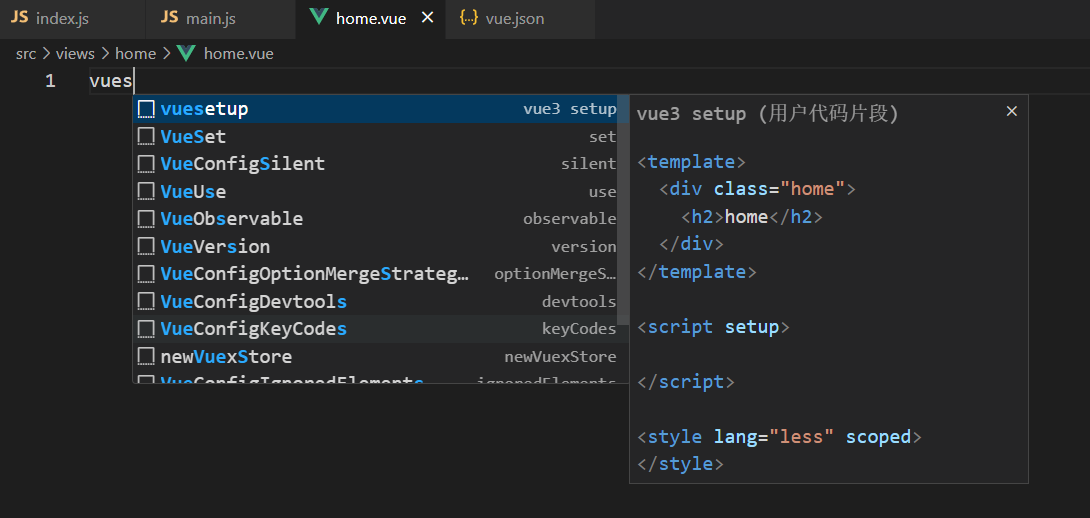 JS index.js JS main.js home.vue × {..} vue.json
src > views > home > home.vue
1 vues
vuesetup vue3 setup
VueSet set
VueConfigSilent silent
VueUse use
VueObservable observable
VueVersion version
VueConfigOptionMergeStrateg… optionMergeS…
VueConfigDevtools devtools
VueConfigKeyCodes keyCodes
newVuexStore newVuexStore
VueConfigIgnoredElements ignoredElements
vue3 setup (用户代码片段) ×
<template>
<div class="home">
<h2>home</h2>
</div>
</template>
<script setup>
</script>
<style lang="less" scoped>
</style>